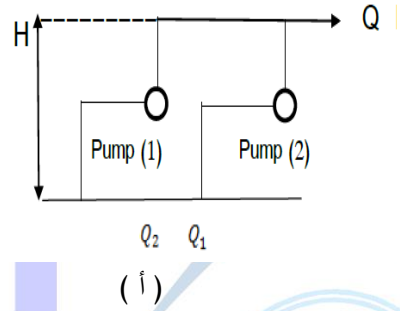 H
Q
Pump (1) Pump (2)
Q₂ Q₁
( أ )